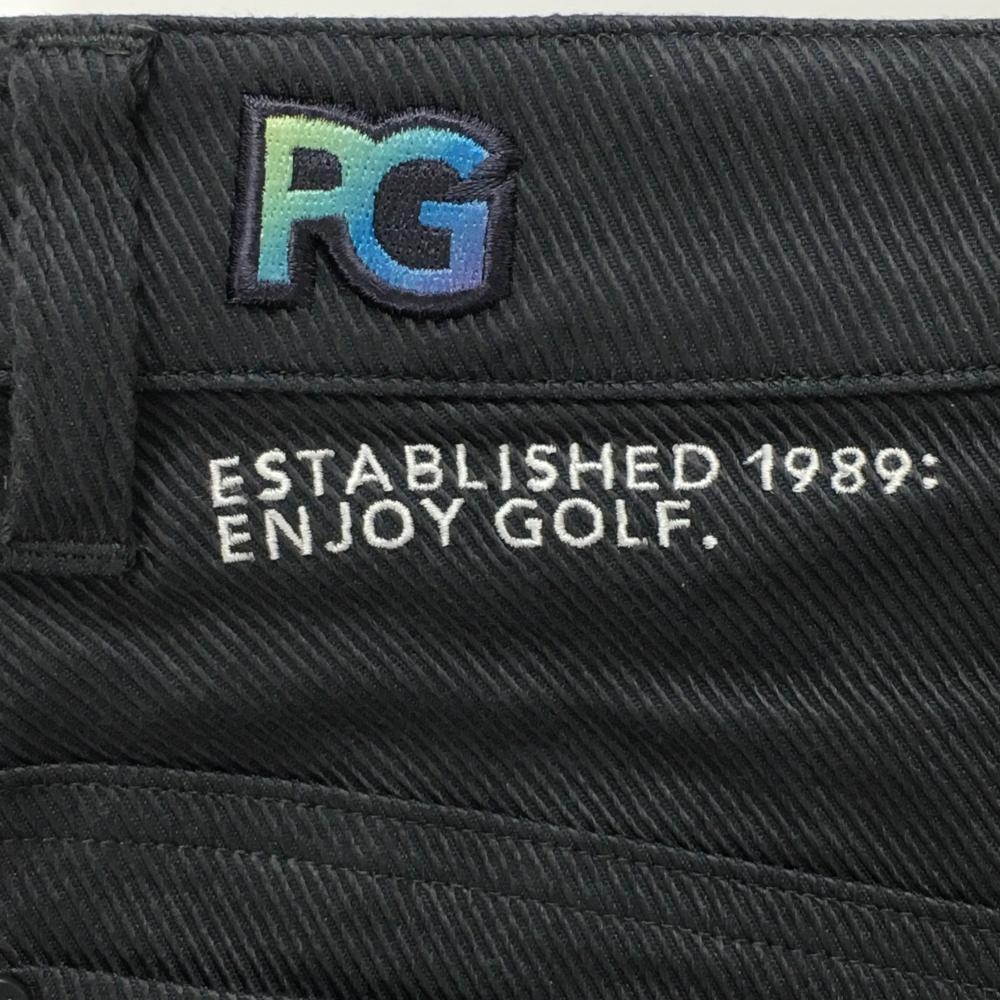 PG
ESTABLISHED 1989:
ENJOY GOLF.